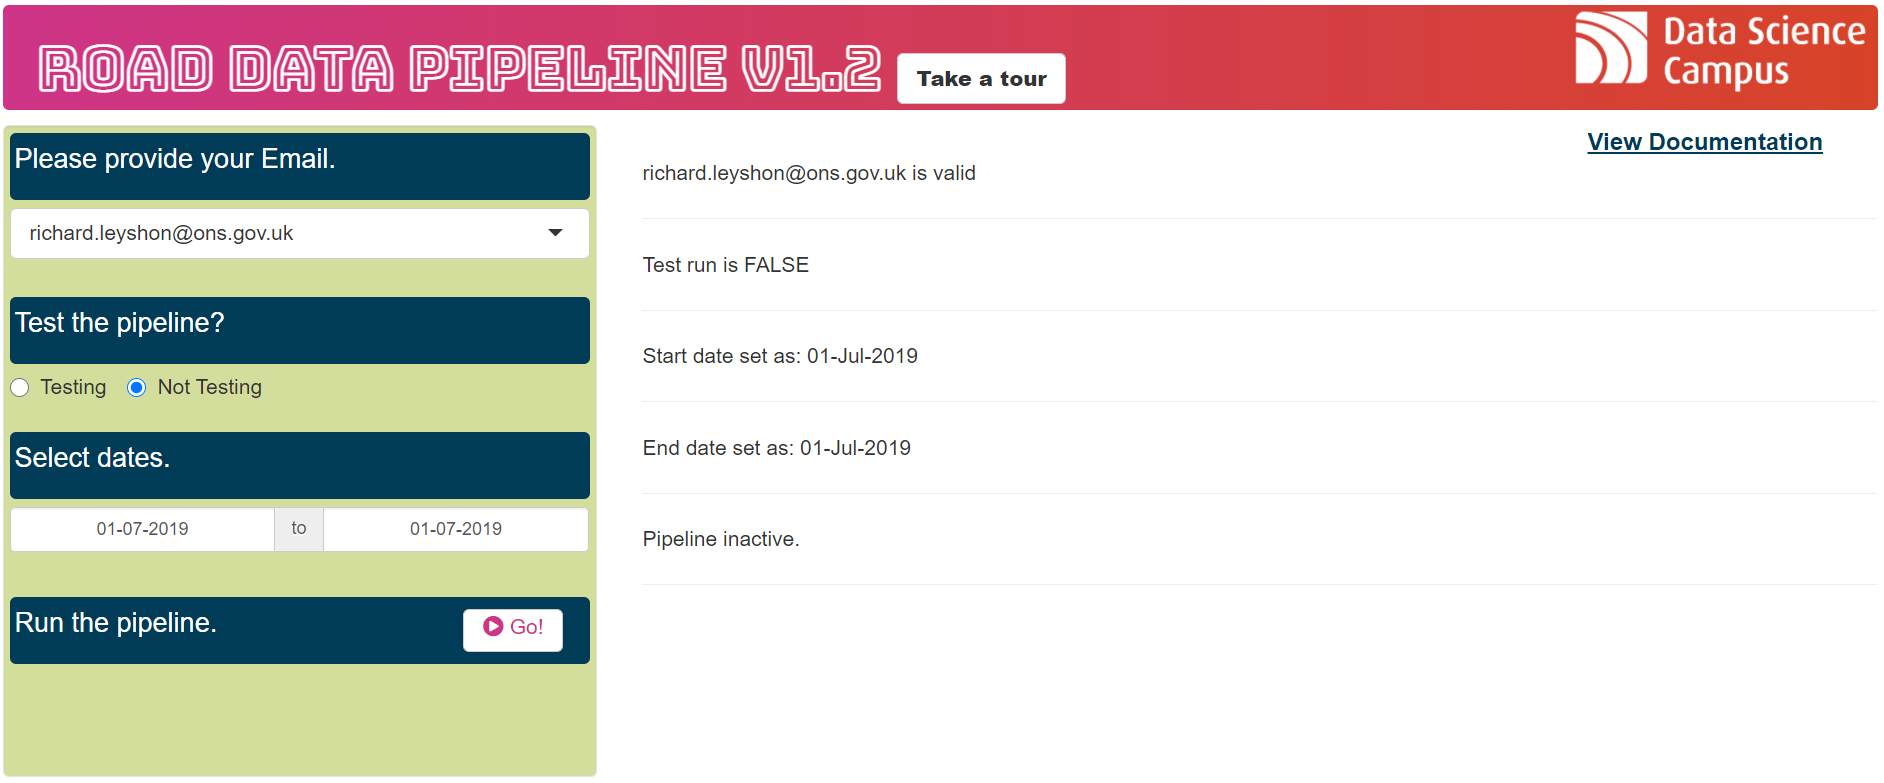 ROAD DATA PIPELINE V1.2
Take a tour
Data Science
Campus
Please provide your Email.
richard.leyshon@ons.gov.uk
Test the pipeline?
Testing Not Testing
Select dates.
01-07-2019 to 01-07-2019
Run the pipeline. Go!
View Documentation
richard.leyshon@ons.gov.uk is valid
Test run is FALSE
Start date set as: 01-Jul-2019
End date set as: 01-Jul-2019
Pipeline inactive.